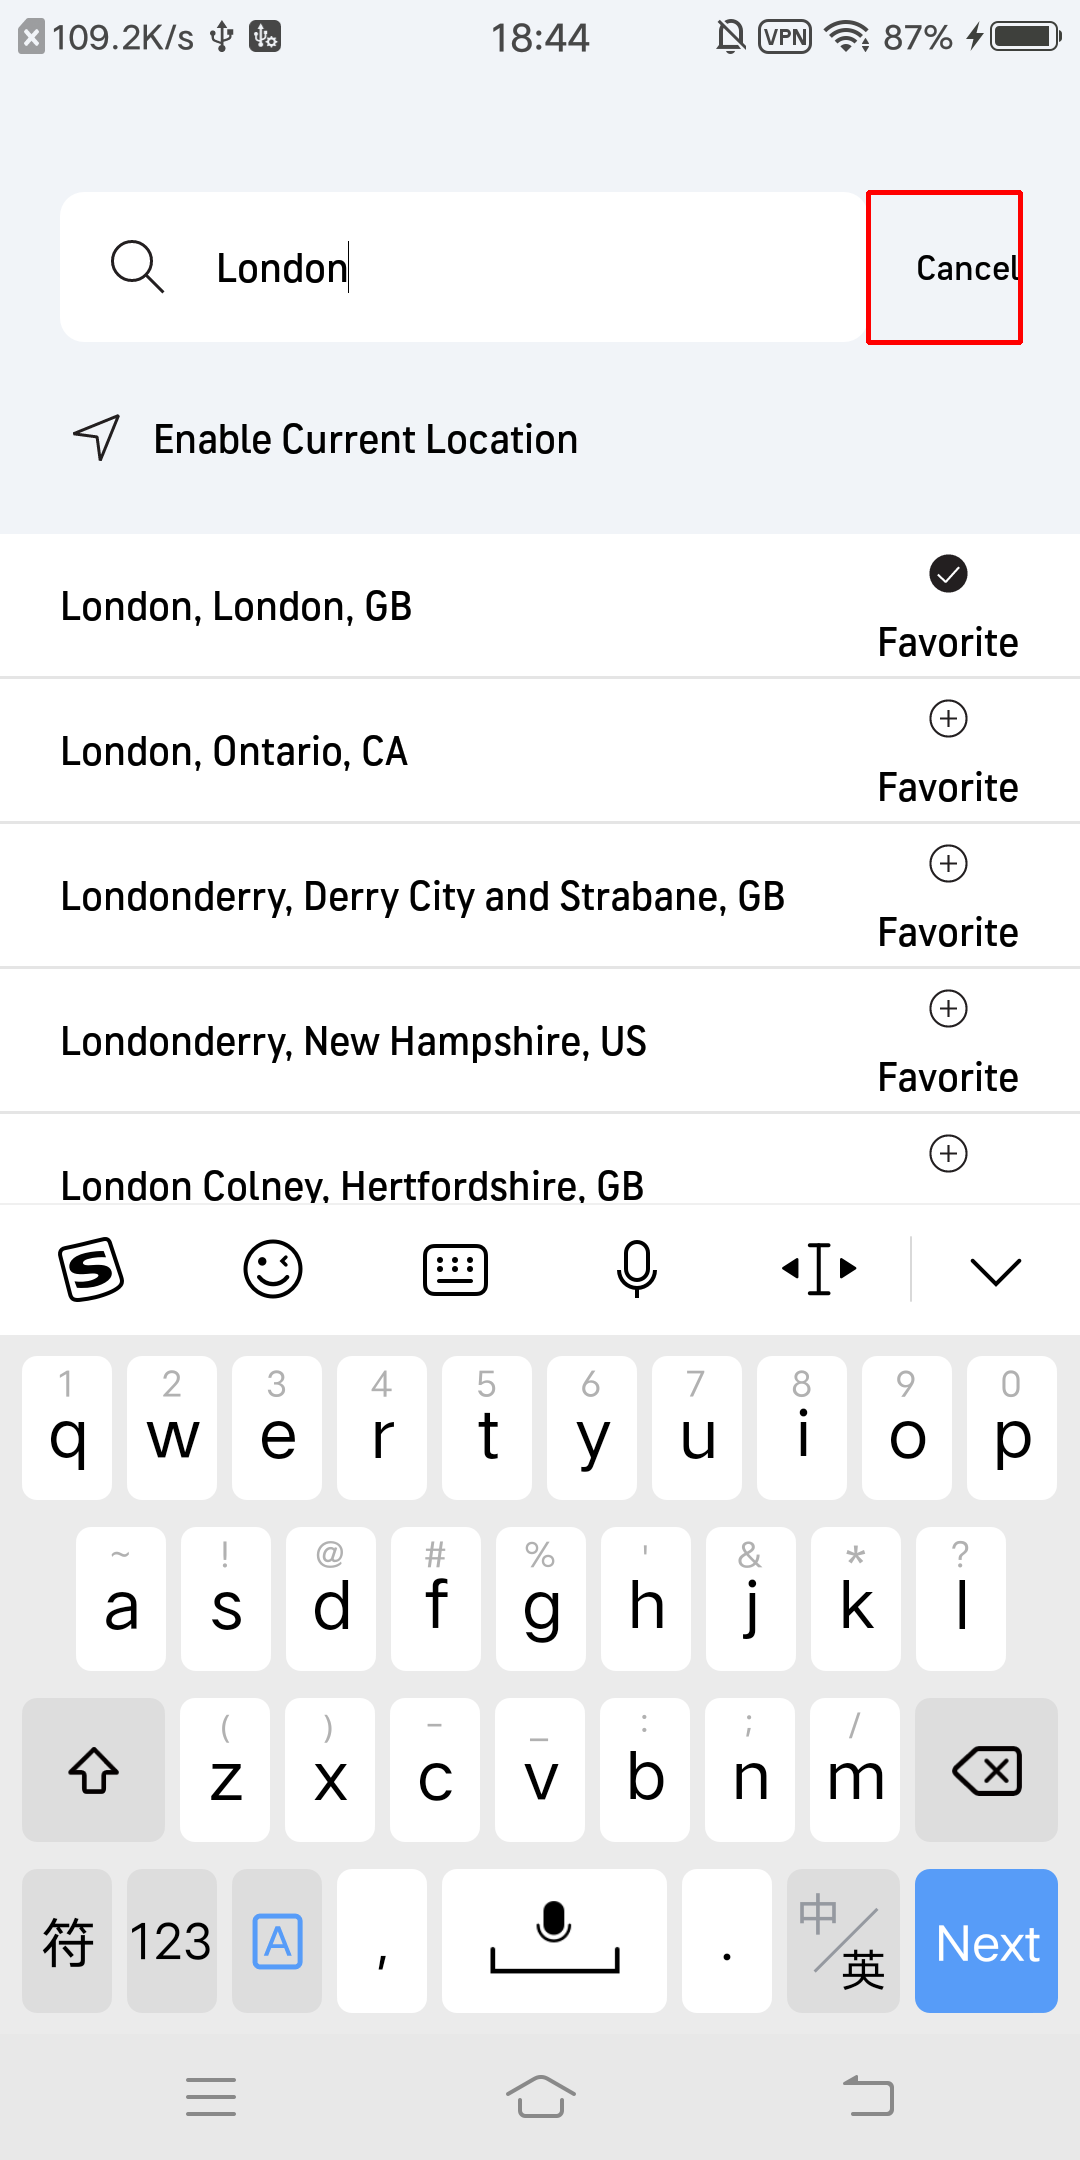 109.2K/s 18:44 VPN 87%
London Cancel
Enable Current Location
London, London, GB
Favorite
London, Ontario, CA
Favorite
Londonderry, Derry City and Strabane, GB
Favorite
Londonderry, New Hampshire, US
Favorite
London Colney, Hertfordshire, GB
1 2 3 4 5 6 7 8 9 0
q w e r t y u i o p
~ ! @ # % ' & * ?
a s d f g h j k l
( ) - _ : ; /
z x c v b n m
符 123 A , . 中/英 Next